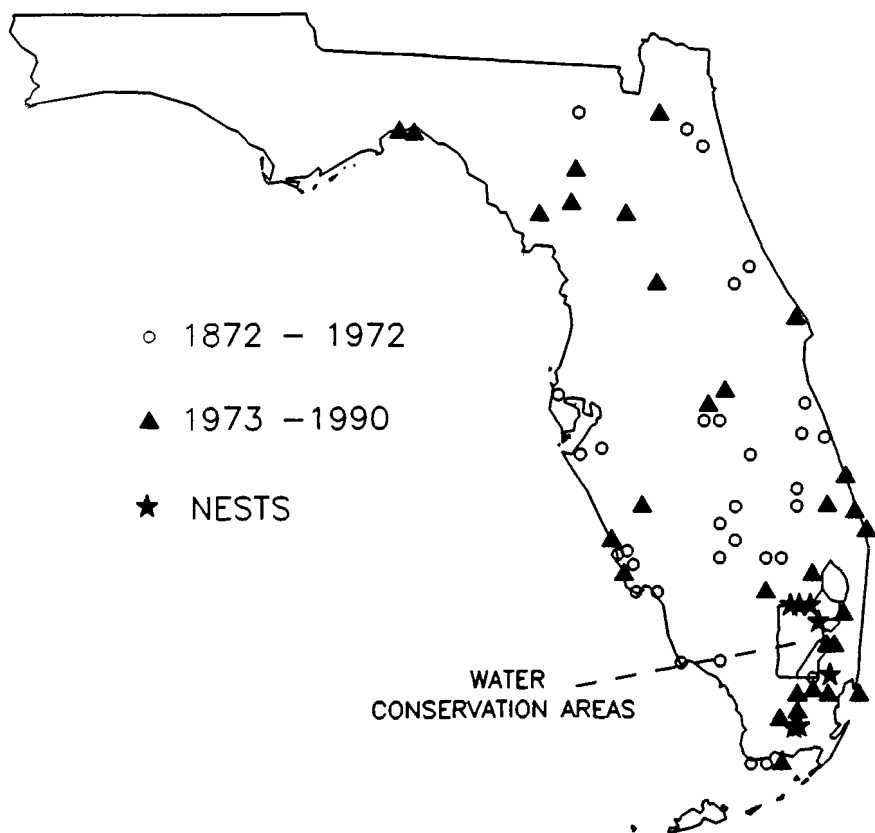 1872 – 1972
1973 –1990
NESTS
WATER
CONSERVATION AREAS